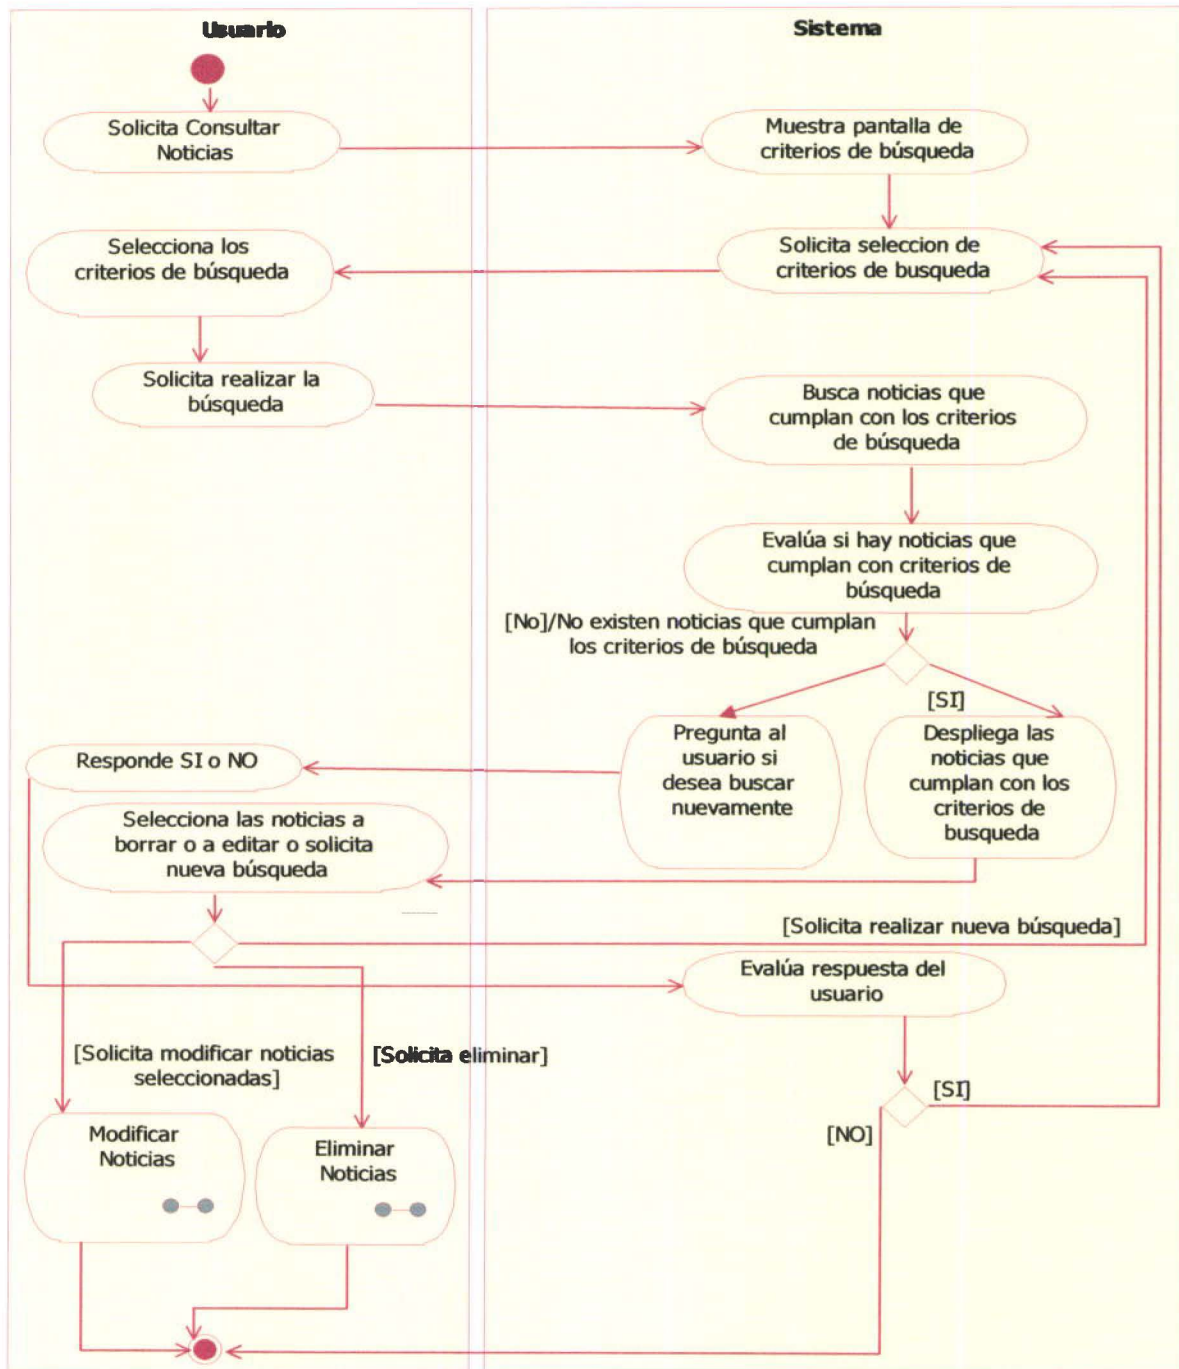 Usuario
Sistema
Solicita Consultar
Noticias
Muestra pantalla de
criterios de búsqueda
Selecciona los
criterios de búsqueda
Solicita seleccion de
criterios de busqueda
Solicita realizar la
búsqueda
Busca noticias que
cumplan con los criterios
de búsqueda
Evalúa si hay noticias que
cumplan con criterios de
búsqueda
[No]/No existen noticias que cumplan
los criterios de búsqueda
[SI]
Pregunta al
usuario si
desea buscar
nuevamente
Despliega las
noticias que
cumplan con los
criterios de
busqueda
Responde SI o NO
Selecciona las noticias a
borrar o a editar o solicita
nueva búsqueda
[Solicita realizar nueva búsqueda]
Evalúa respuesta del
usuario
[Solicita modificar noticias
seleccionadas]
[Solicita eliminar]
[SI]
[NO]
Modificar
Noticias
Eliminar
Noticias